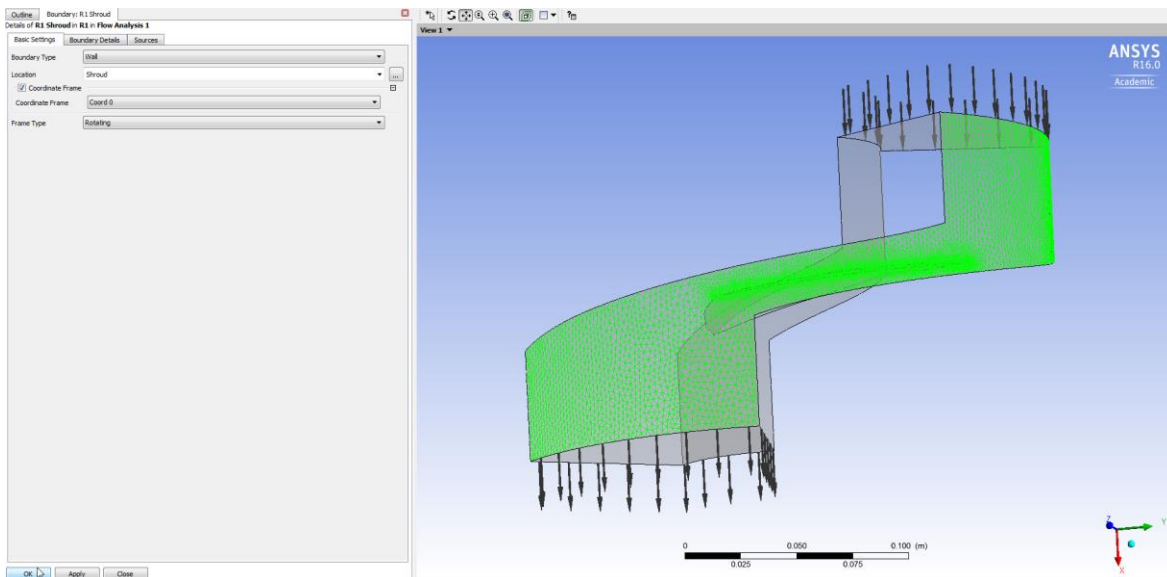 Outline Boundary: R1 Shroud
Details of R1 Shroud in R1 in Flow Analysis 1
Basic Settings Boundary Details Sources
Boundary Type Wall
Location Shroud ...
Coordinate Frame
Coordinate Frame Coord 0
Frame Type Rotating
OK Apply Close
View 1
ANSYS
R16.0
Academic
0 0.050 0.100 (m)
0.025 0.075
Z
Y
X